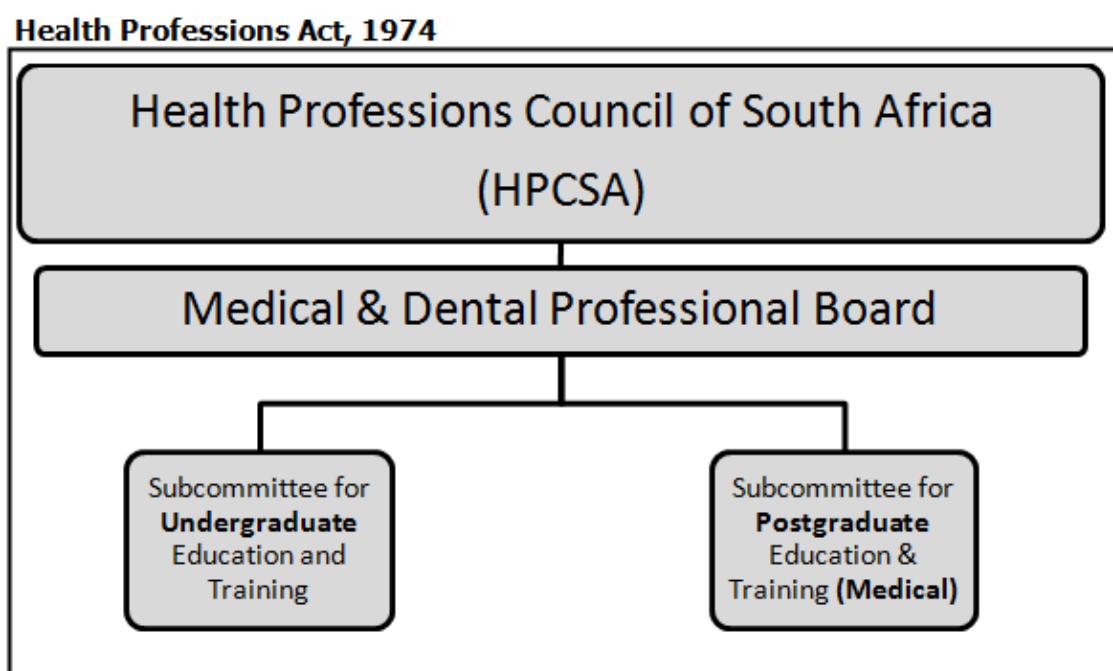 Health Professions Act, 1974
Health Professions Council of South Africa
(HPCSA)
Medical & Dental Professional Board
Subcommittee for
Undergraduate
Education and
Training
Subcommittee for
Postgraduate
Education &
Training (Medical)